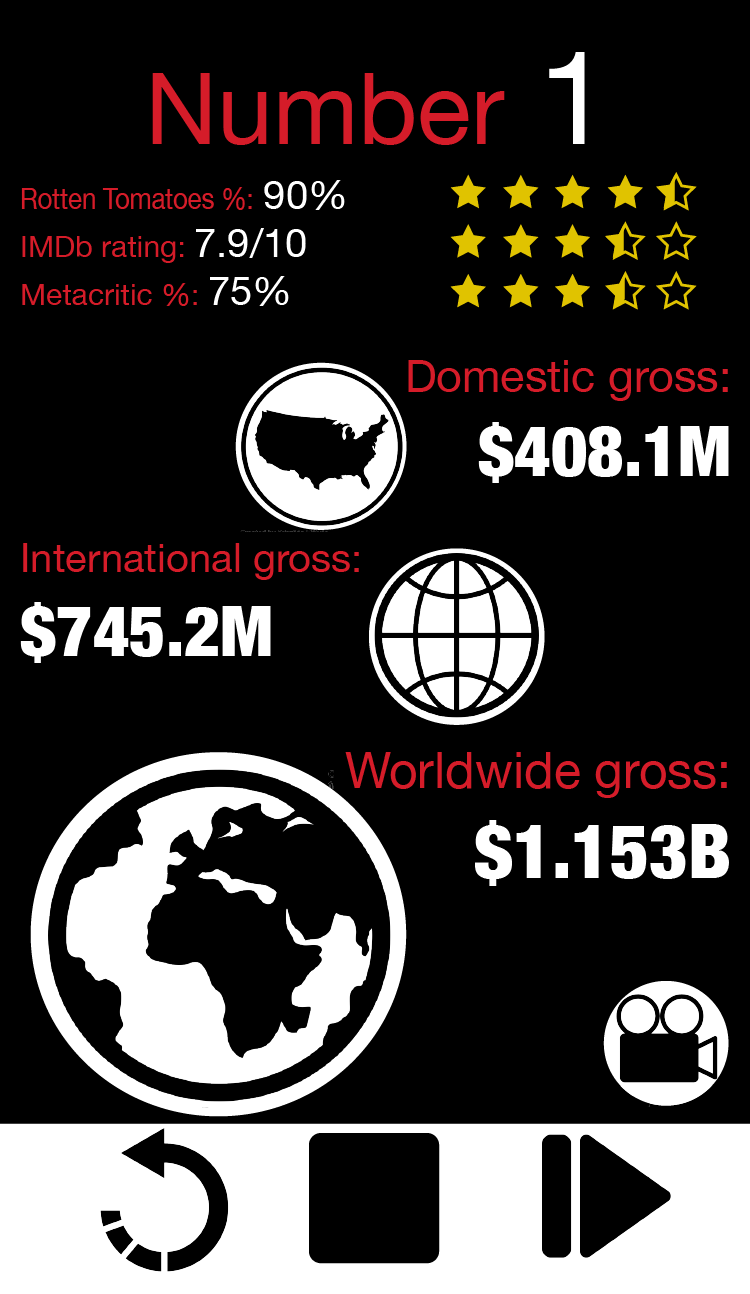 Number 1
Rotten Tomatoes %: 90%
IMDb rating: 7.9/10
Metacritic %: 75%
Domestic gross:
$408.1M
International gross:
$745.2M
Worldwide gross:
$1.153B